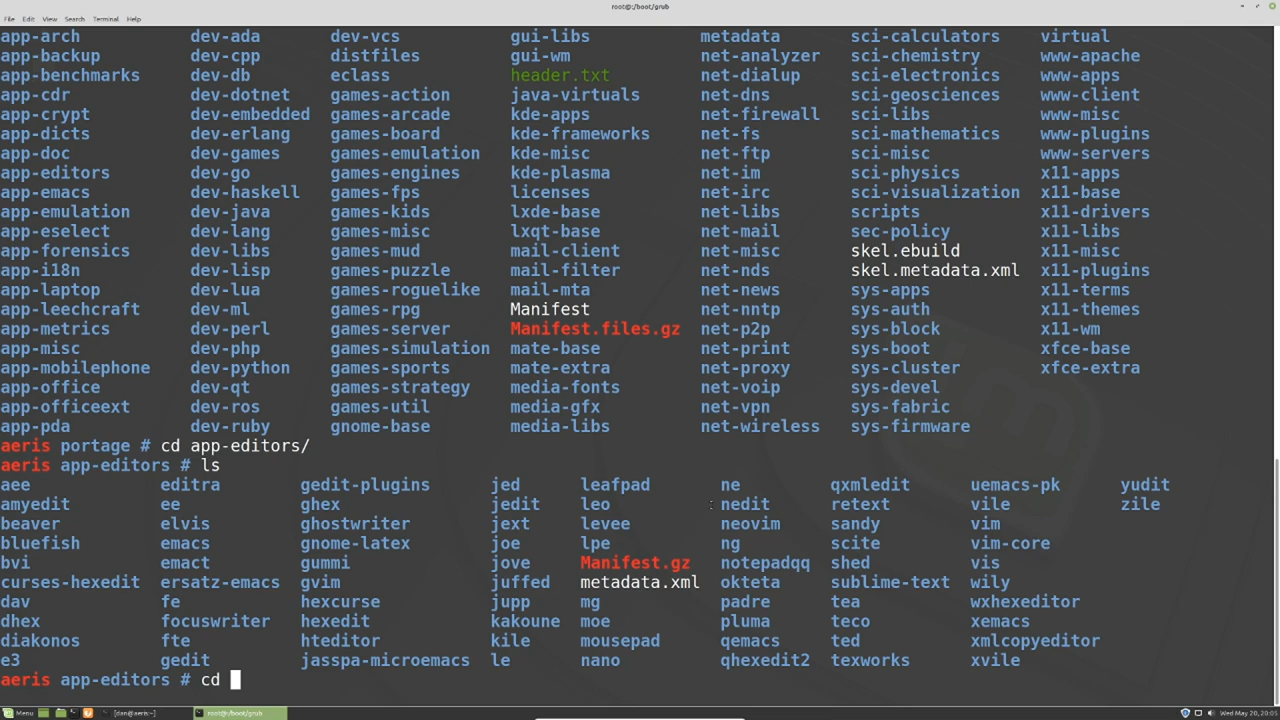 root@:/boot/grub
File Edit View Search Terminal Help
app-arch dev-ada dev-vcs gui-libs metadata sci-calculators virtual
app-backup dev-cpp distfiles gui-wm net-analyzer sci-chemistry www-apache
app-benchmarks dev-db eclass header.txt net-dialup sci-electronics www-apps
app-cdr dev-dotnet games-action java-virtuals net-dns sci-geosciences www-client
app-crypt dev-embedded games-arcade kde-apps net-firewall sci-libs www-misc
app-dicts dev-erlang games-board kde-frameworks net-fs sci-mathematics www-plugins
app-doc dev-games games-emulation kde-misc net-ftp sci-misc www-servers
app-editors dev-go games-engines kde-plasma net-im sci-physics x11-apps
app-emacs dev-haskell games-fps licenses net-irc sci-visualization x11-base
app-emulation dev-java games-kids lxde-base net-libs scripts x11-drivers
app-eselect dev-lang games-misc lxqt-base net-mail sec-policy x11-libs
app-forensics dev-libs games-mud mail-client net-misc skel.ebuild x11-misc
app-i18n dev-lisp games-puzzle mail-filter net-nds skel.metadata.xml x11-plugins
app-laptop dev-lua games-roguelike mail-mta net-news sys-apps x11-terms
app-leechcraft dev-ml games-rpg Manifest net-nntp sys-auth x11-themes
app-metrics dev-perl games-server Manifest.files.gz net-p2p sys-block x11-wm
app-misc dev-php games-simulation mate-base net-print sys-boot xfce-base
app-mobilephone dev-python games-sports mate-extra net-proxy sys-cluster xfce-extra
app-office dev-qt games-strategy media-fonts net-voip sys-devel
app-officeext dev-ros games-util media-gfx net-vpn sys-fabric
app-pda dev-ruby gnome-base media-libs net-wireless sys-firmware
aeris portage # cd app-editors/
aeris app-editors # ls
aee editra gedit-plugins jed leafpad ne qxmledit uemacs-pk yudit
amyedit ee ghex jedit leo nedit retext vile zile
beaver elvis ghostwriter jext levee neovim sandy vim
bluefish emacs gnome-latex joe lpe ng scite vim-core
bvi emact gummi jove Manifest.gz notepadqq shed vis
curses-hexedit ersatz-emacs gvim juffed metadata.xml okteta sublime-text wily
dav fe hexcurse jupp mg padre tea wxhexeditor
dhex focuswriter hexedit kakoune moe pluma teco xemacs
diakonos fte hteditor kile mousepad qemacs ted xmlcopyeditor
e3 gedit jasspa-microemacs le nano qhexedit2 texworks xvile
aeris app-editors # cd
Menu [dan@aeris:~] root@:/boot/grub Wed May 20, 20:05